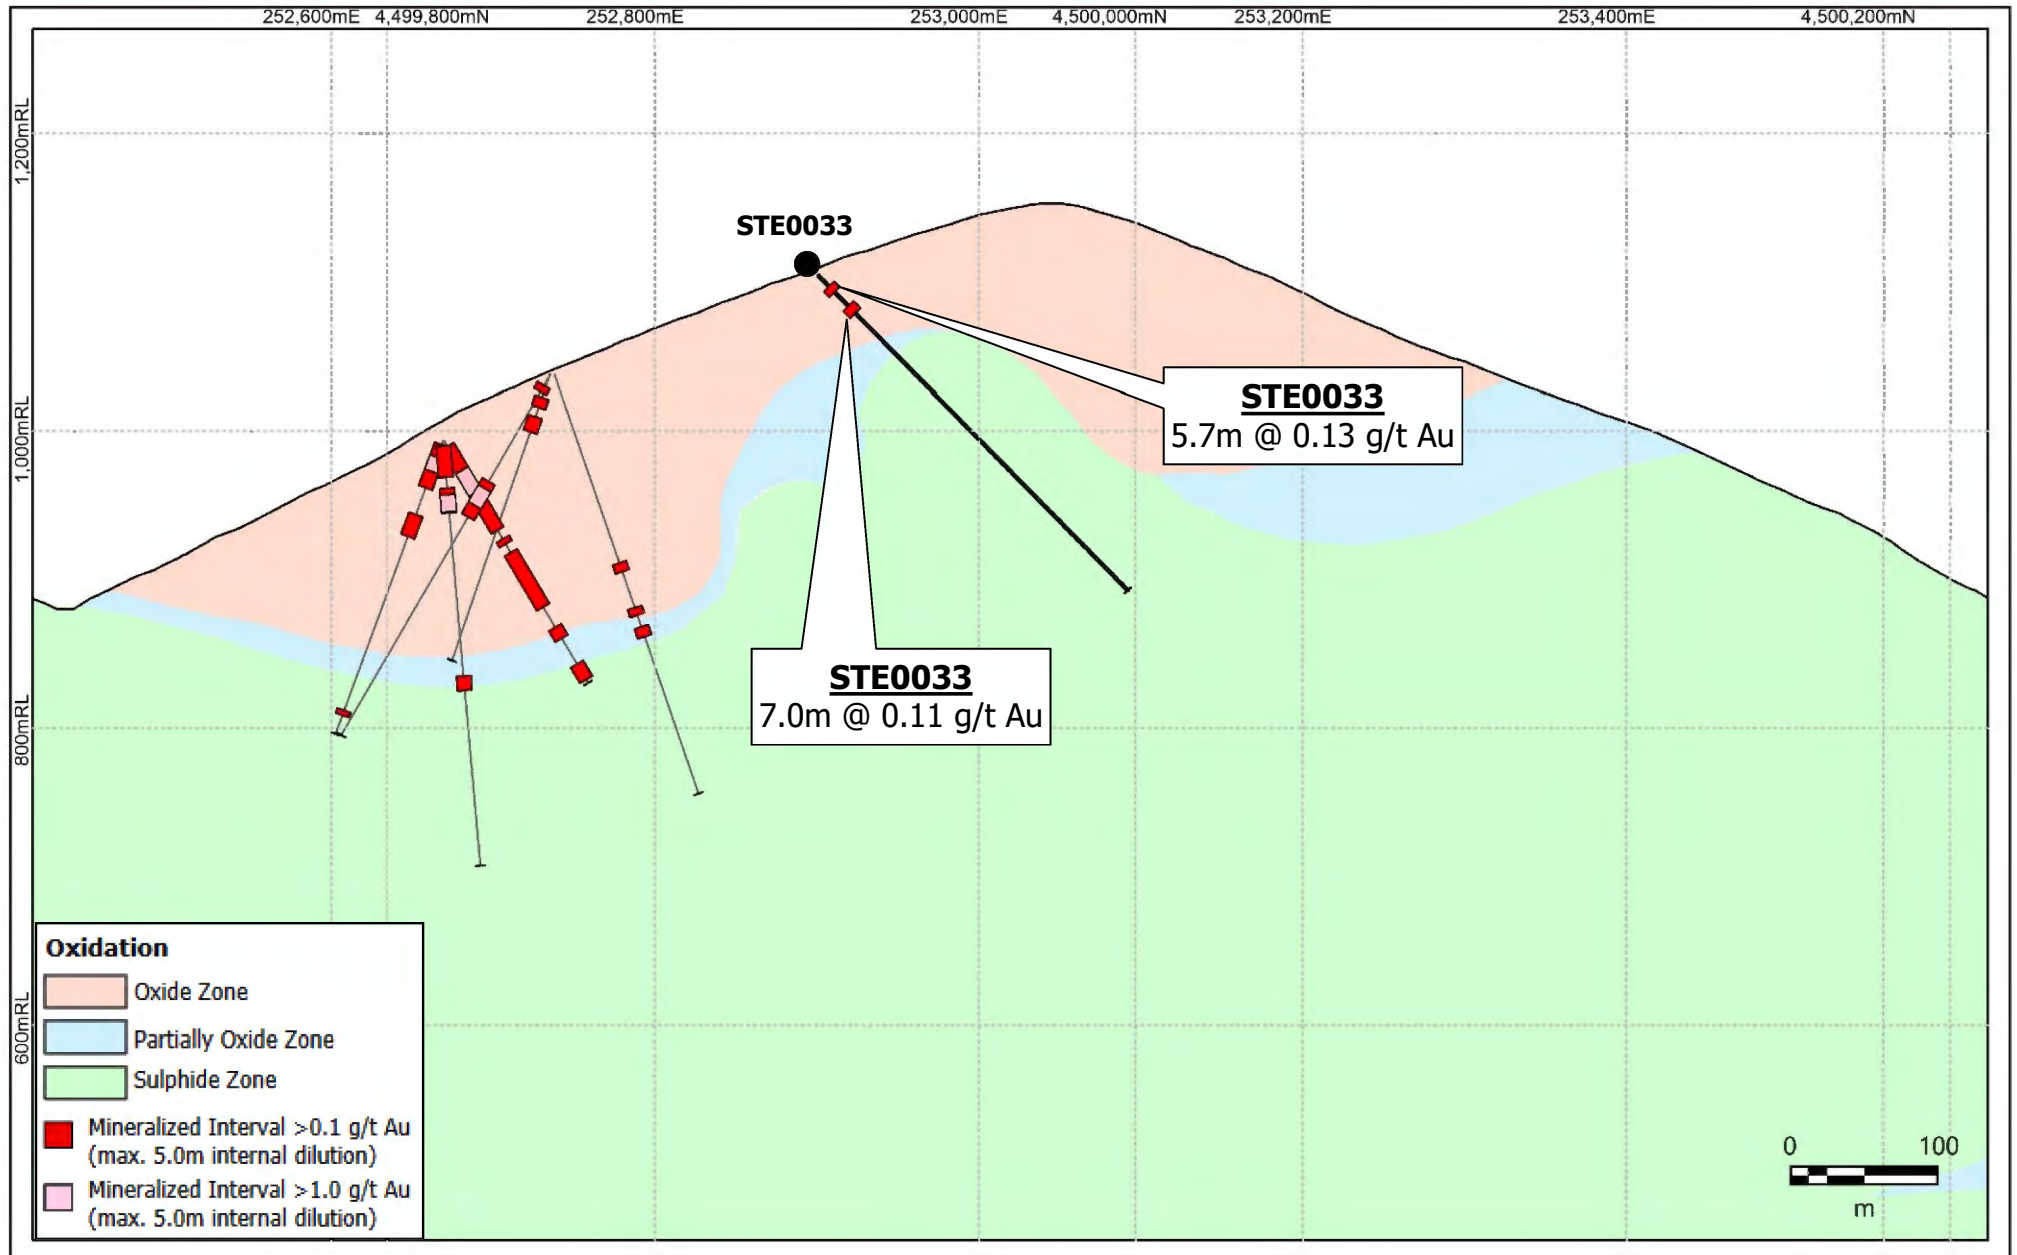 252,600mE 4,499,800mN 252,800mE 253,000mE 4,500,000mN 253,200mE 253,400mE 4,500,200mN
1,200mRL
1,000mRL
800mRL
600mRL
STE0033
STE0033
5.7m @ 0.13 g/t Au
STE0033
7.0m @ 0.11 g/t Au
Oxidation
Oxide Zone
Partially Oxide Zone
Sulphide Zone
Mineralized Interval >0.1 g/t Au
(max. 5.0m internal dilution)
Mineralized Interval >1.0 g/t Au
(max. 5.0m internal dilution)
0 100
m